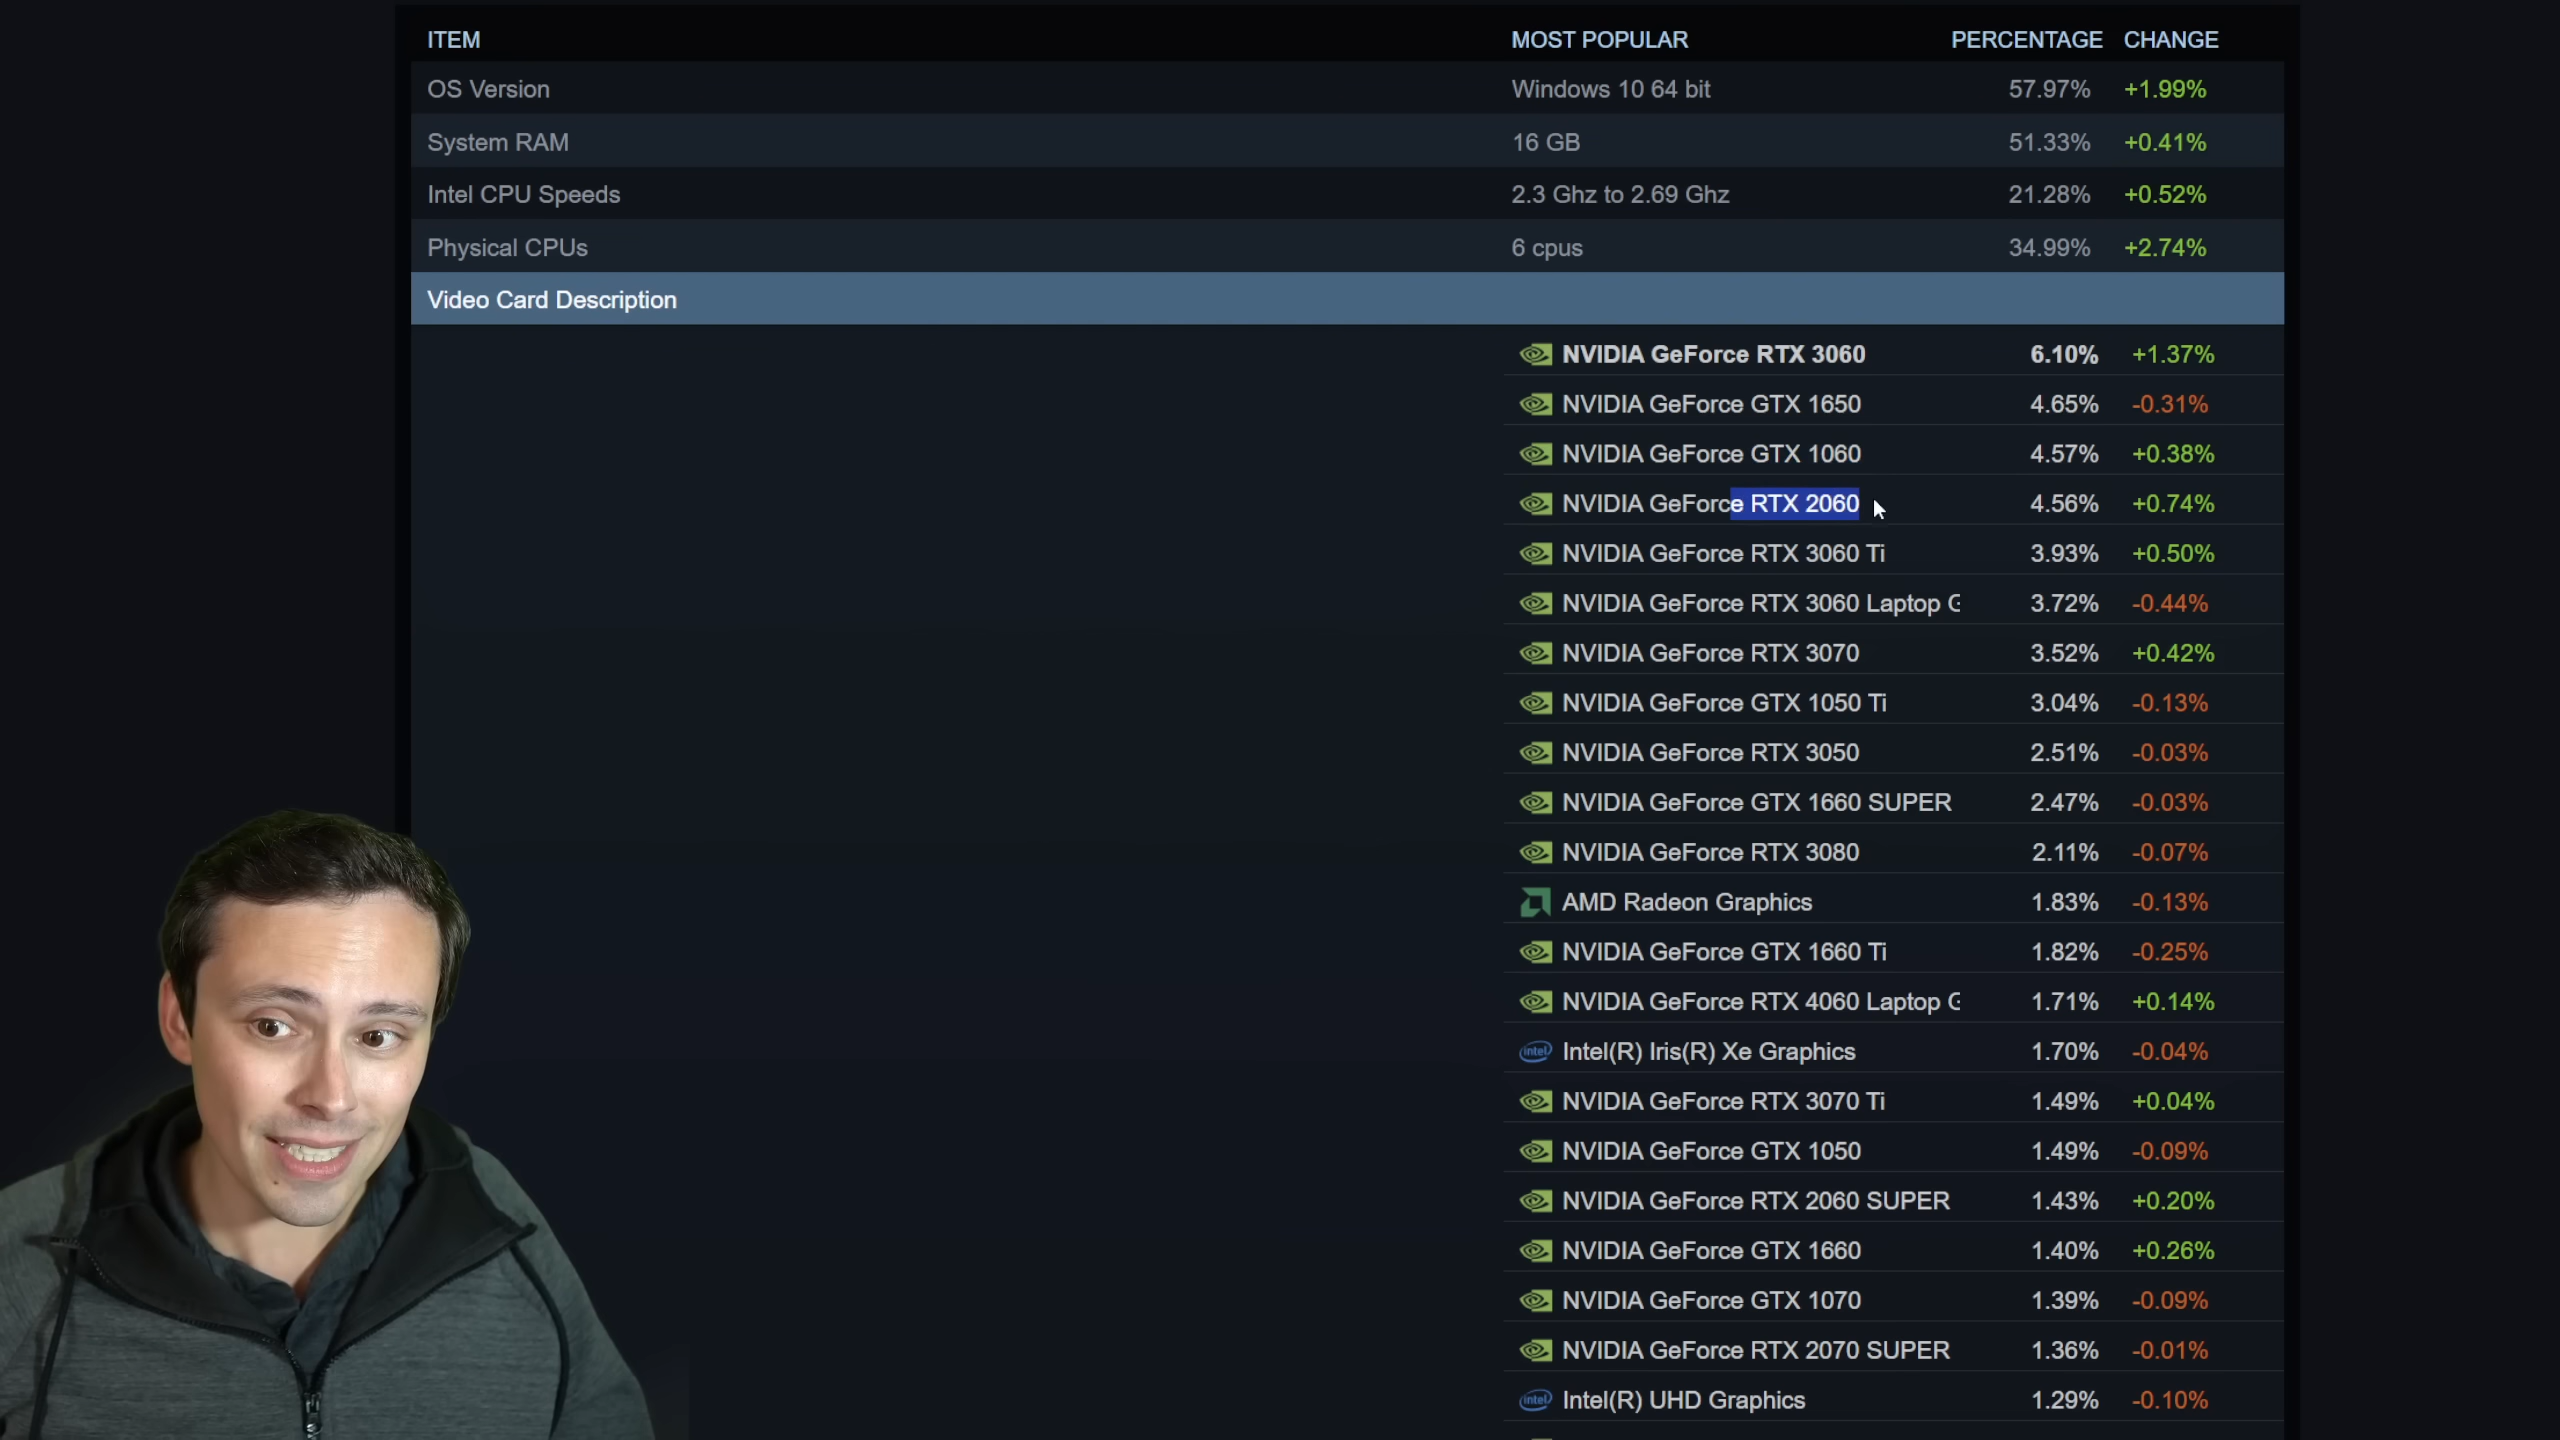 ITEM MOST POPULAR PERCENTAGE CHANGE
OS Version Windows 10 64 bit 57.97% +1.99%
System RAM 16 GB 51.33% +0.41%
Intel CPU Speeds 2.3 Ghz to 2.69 Ghz 21.28% +0.52%
Physical CPUs 6 cpus 34.99% +2.74%
Video Card Description
NVIDIA GeForce RTX 3060 6.10% +1.37%
NVIDIA GeForce GTX 1650 4.65% -0.31%
NVIDIA GeForce GTX 1060 4.57% +0.38%
NVIDIA GeForce RTX 2060 4.56% +0.74%
NVIDIA GeForce RTX 3060 Ti 3.93% +0.50%
NVIDIA GeForce RTX 3060 Laptop G 3.72% -0.44%
NVIDIA GeForce RTX 3070 3.52% +0.42%
NVIDIA GeForce GTX 1050 Ti 3.04% -0.13%
NVIDIA GeForce RTX 3050 2.51% -0.03%
NVIDIA GeForce GTX 1660 SUPER 2.47% -0.03%
NVIDIA GeForce RTX 3080 2.11% -0.07%
AMD Radeon Graphics 1.83% -0.13%
NVIDIA GeForce GTX 1660 Ti 1.82% -0.25%
NVIDIA GeForce RTX 4060 Laptop G 1.71% +0.14%
intel Intel(R) Iris(R) Xe Graphics 1.70% -0.04%
NVIDIA GeForce RTX 3070 Ti 1.49% +0.04%
NVIDIA GeForce GTX 1050 1.49% -0.09%
NVIDIA GeForce RTX 2060 SUPER 1.43% +0.20%
NVIDIA GeForce GTX 1660 1.40% +0.26%
NVIDIA GeForce GTX 1070 1.39% -0.09%
NVIDIA GeForce RTX 2070 SUPER 1.36% -0.01%
intel Intel(R) UHD Graphics 1.29% -0.10%